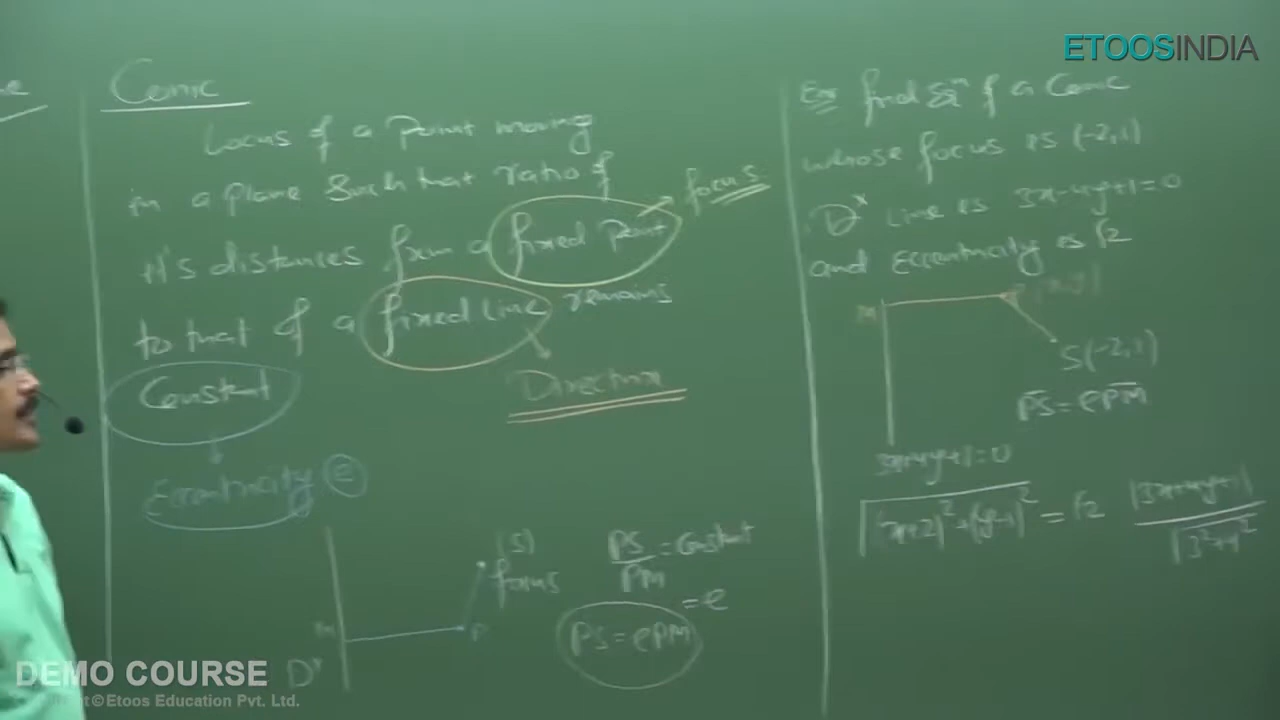 ETOOSINDIA
Conic
Locus of a Point moving
in a plane Such that ratio of
it's distances from a fixed Point → focus
to that of a fixed Line remains
Constant
Directrix
Eccentricity (e)
M
P
(S)
focus
PS/PM = Constant
= e
PS = ePM
Ex find Eqn of a Conic
whose focus is (-2,1)
Dx Line is 3x-4y+1=0
and Eccentricity is √2
M
P(x,y)
S(-2,1)
PS = ePM
3x+4y+1=0
√(x+2)²+(y-1)² = √2 |3x+4y+1|
DEMO COURSE
©Etoos Education Pvt. Ltd.